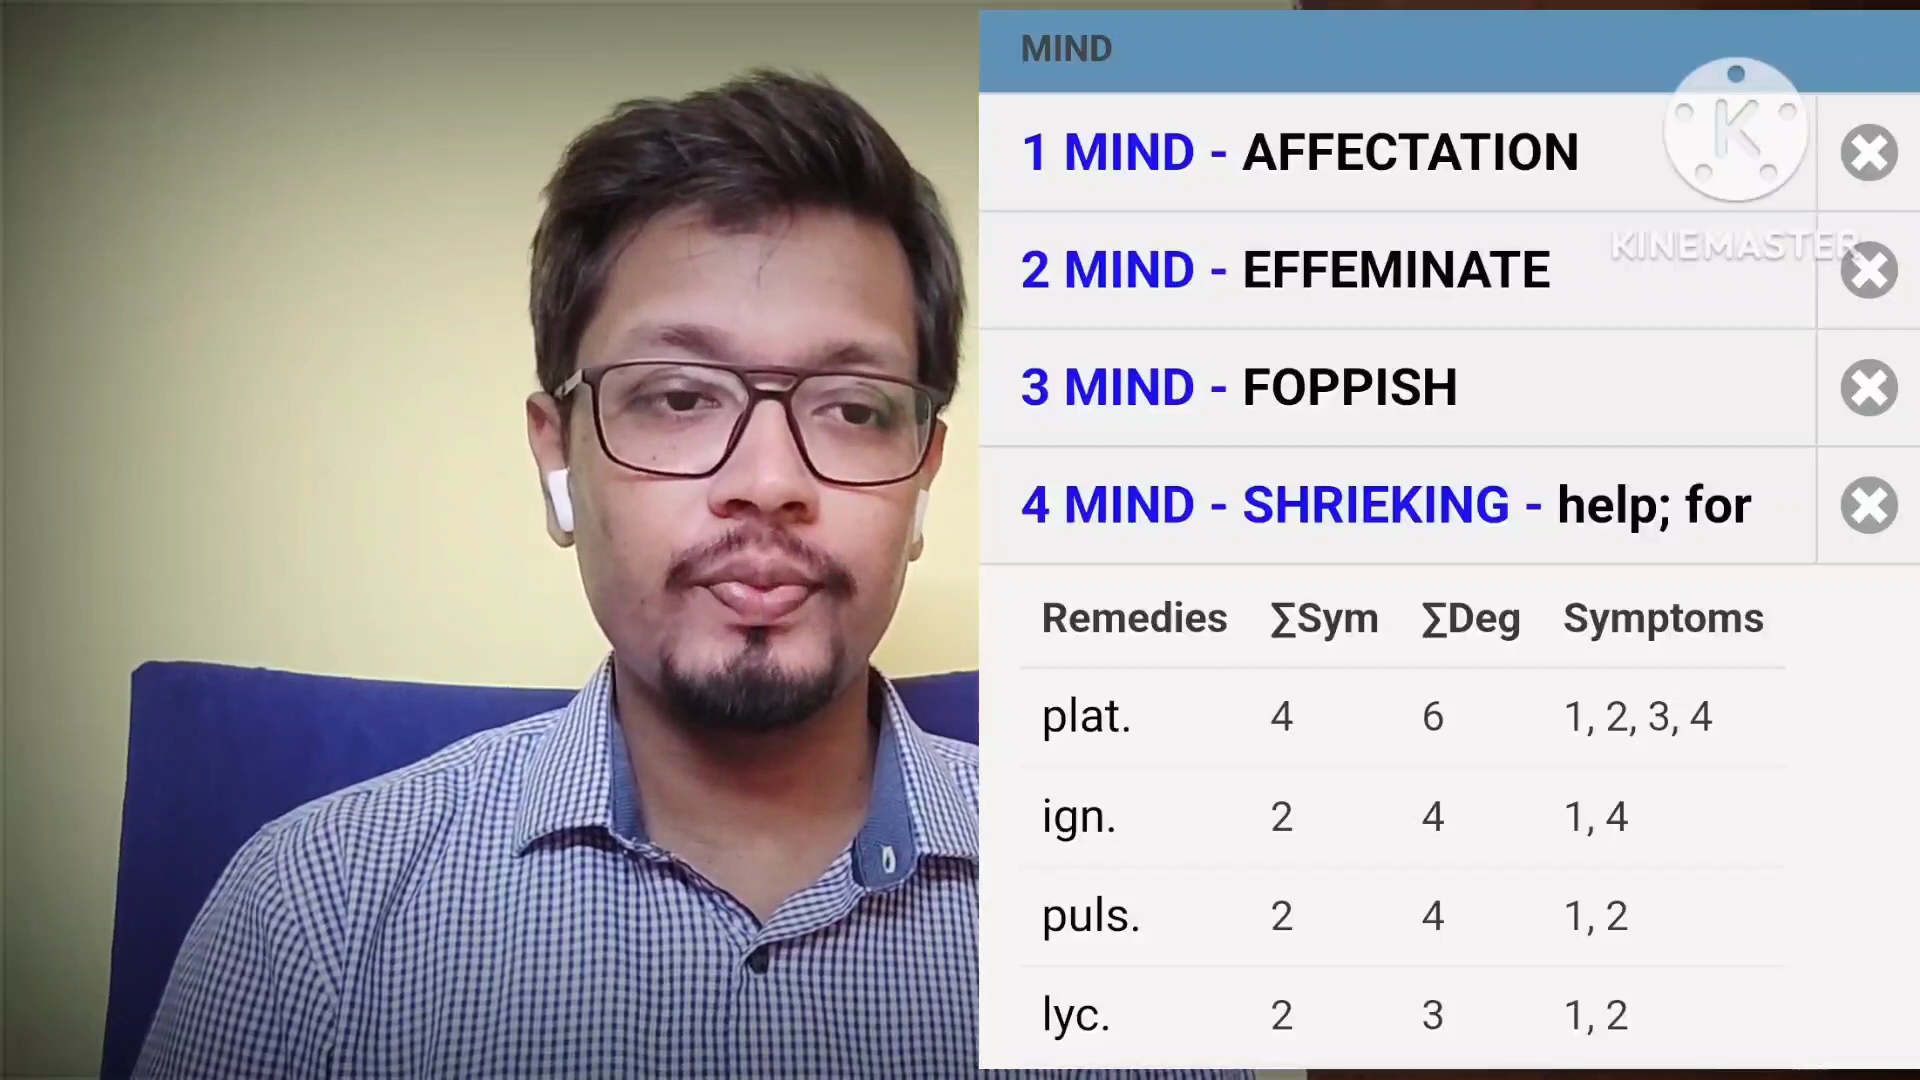 MIND
1 MIND - AFFECTATION
K
KINEMASTER
2 MIND - EFFEMINATE
3 MIND - FOPPISH
4 MIND - SHRIEKING - help; for
Remedies ∑Sym ∑Deg Symptoms
plat. 4 6 1, 2, 3, 4
ign. 2 4 1, 4
puls. 2 4 1, 2
lyc. 2 3 1, 2